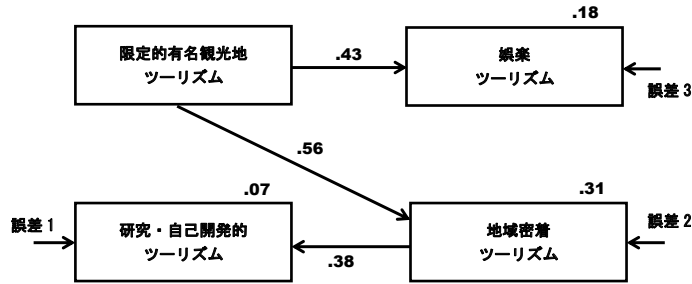 .18
限定的有名観光地
ツーリズム
.43
娯楽
ツーリズム
誤差 3
.56
.07
.31
誤差 1
研究・自己開発的
ツーリズム
.38
地域密着
ツーリズム
誤差 2